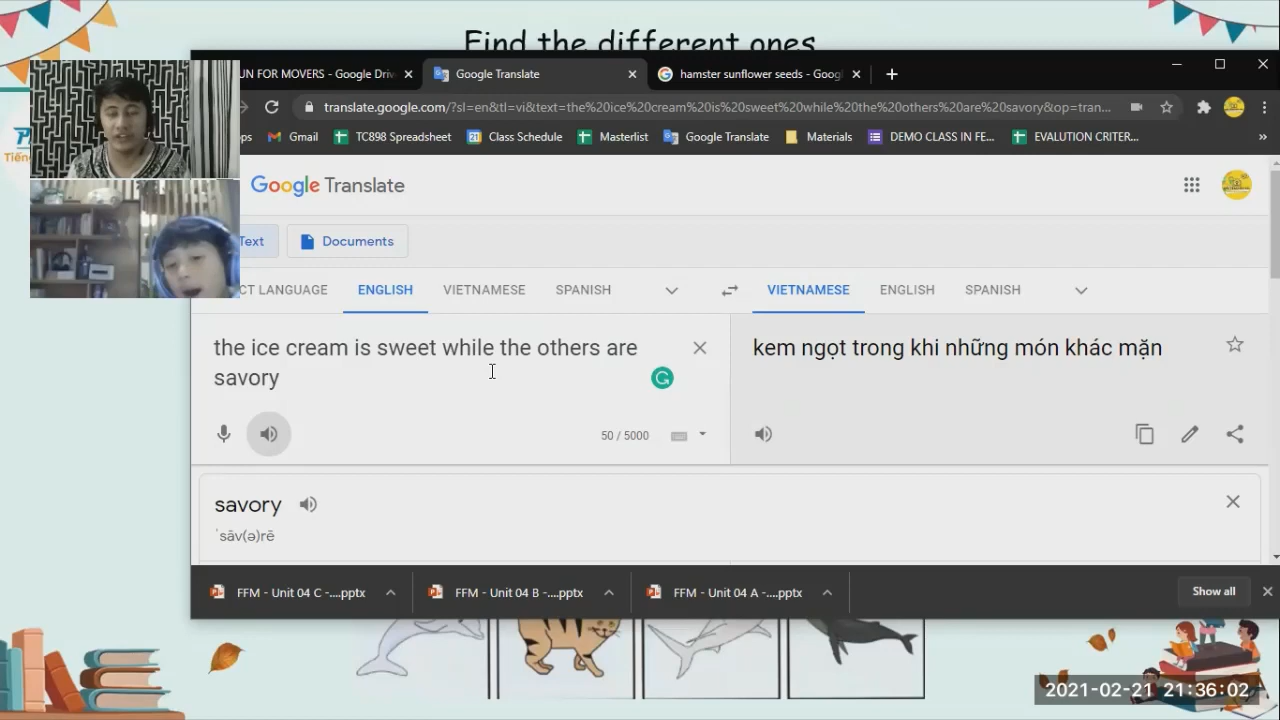 Find the different ones
UN FOR MOVERS - Google Driv
Google Translate
hamster sunflower seeds - Googl
translate.google.com/?sl=en&tl=vi&text=the%20ice%20cream%20is%20sweet%20while%20the%20others%20are%20savory&op=tran...
ps
Gmail
TC898 Spreadsheet
Class Schedule
Masterlist
Google Translate
Materials
DEMO CLASS IN FE...
EVALUTION CRITER...
»
Tiếng
Google Translate
Text
Documents
CT LANGUAGE
ENGLISH
VIETNAMESE
SPANISH
VIETNAMESE
ENGLISH
SPANISH
the ice cream is sweet while the others are
savory
kem ngọt trong khi những món khác mặn
50 / 5000
savory
ˈsāv(ə)rē
FFM - Unit 04 C -....pptx
FFM - Unit 04 B -....pptx
FFM - Unit 04 A -....pptx
Show all
2021-02-21 21:36:02